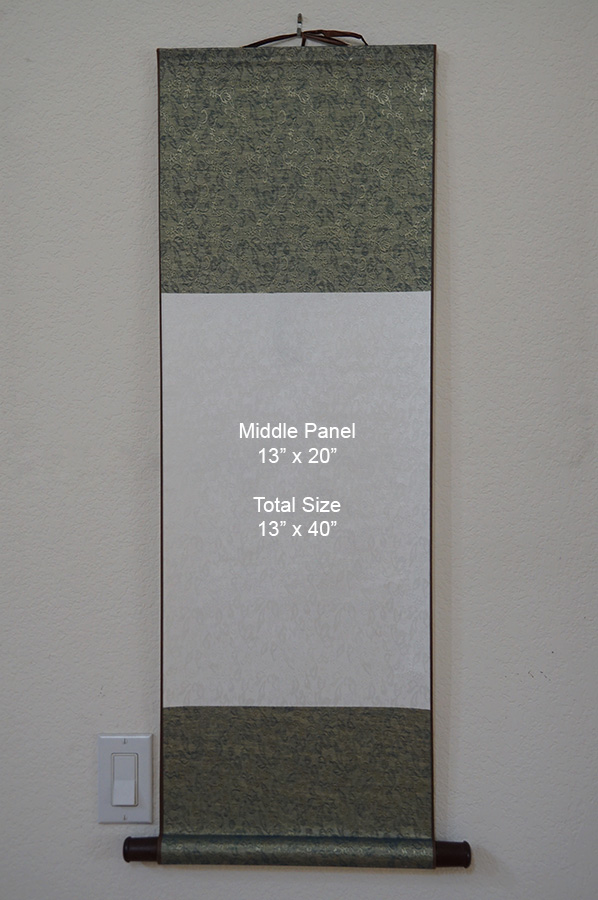 Middle Panel
13” x 20”
Total Size
13” x 40”